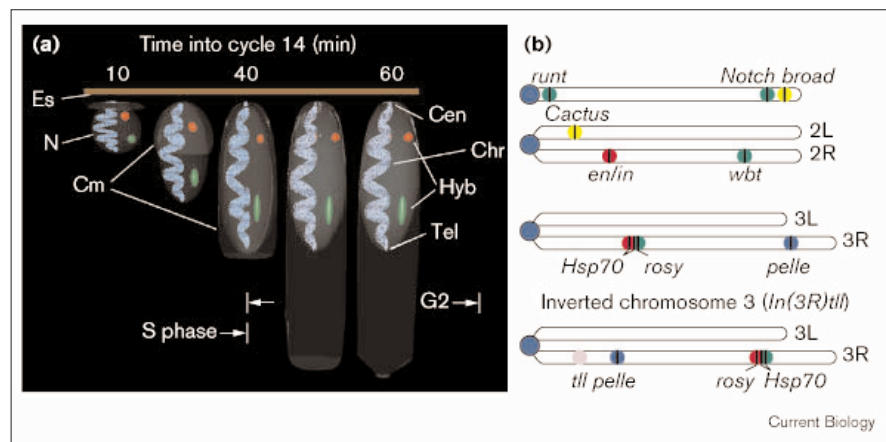 (a) Time into cycle 14 (min)
10 40 60
Es
N
Cm
Cen
Chr
Hyb
Tel
G2
S phase
(b)
runt Notch broad
Cactus
2L
2R
en/in wbt
3L
3R
Hsp70 rosy pelle
Inverted chromosome 3 (In(3R)tll)
3L
3R
tll pelle rosy Hsp70
Current Biology